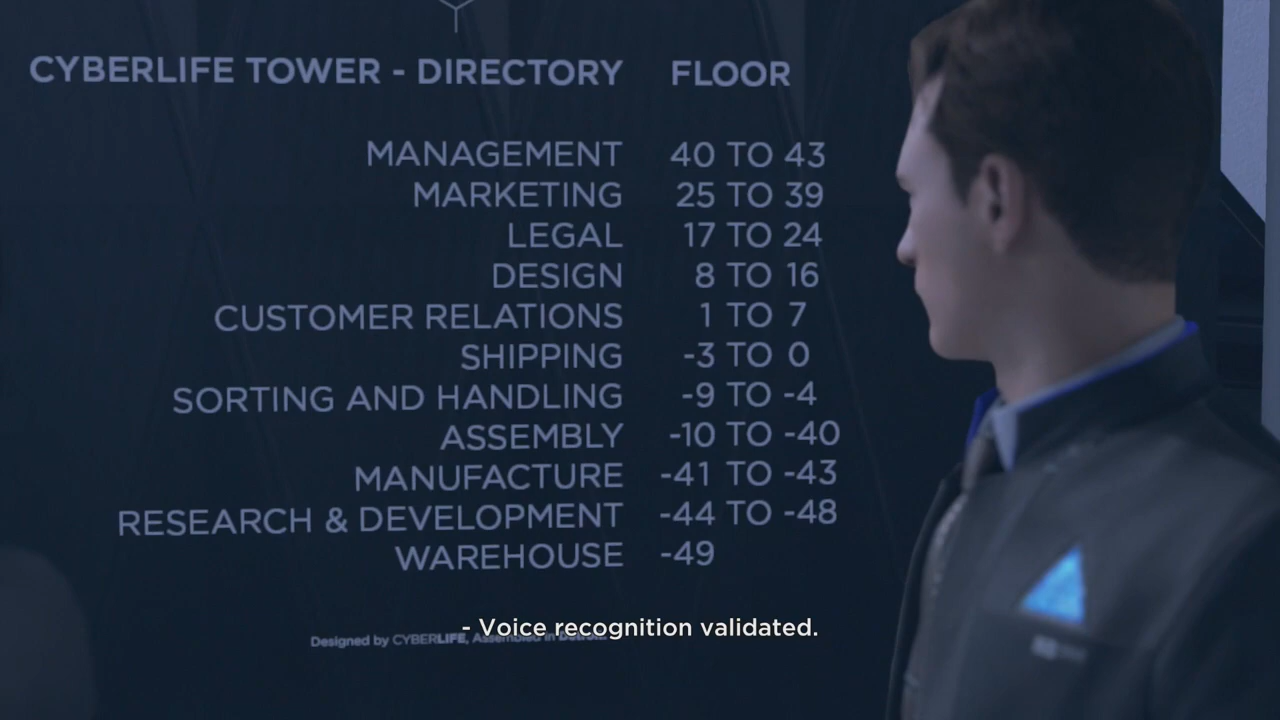 CYBERLIFE TOWER - DIRECTORY FLOOR
MANAGEMENT 40 TO 43
MARKETING 25 TO 39
LEGAL 17 TO 24
DESIGN 8 TO 16
CUSTOMER RELATIONS 1 TO 7
SHIPPING -3 TO 0
SORTING AND HANDLING -9 TO -4
ASSEMBLY -10 TO -40
MANUFACTURE -41 TO -43
RESEARCH & DEVELOPMENT -44 TO -48
WAREHOUSE -49
- Voice recognition validated.
Designed by CYBERLIFE, Assembled in